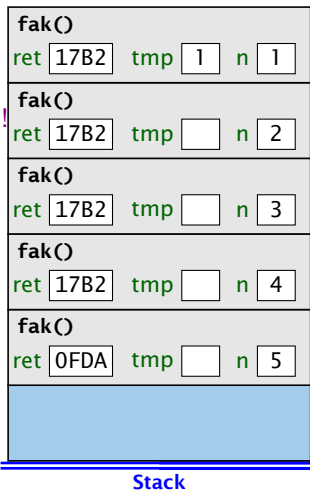 fak()
ret 17B2 tmp 1 n 1
fak()
!
ret 17B2 tmp n 2
fak()
ret 17B2 tmp n 3
fak()
ret 17B2 tmp n 4
fak()
ret 0FDA tmp n 5
Stack